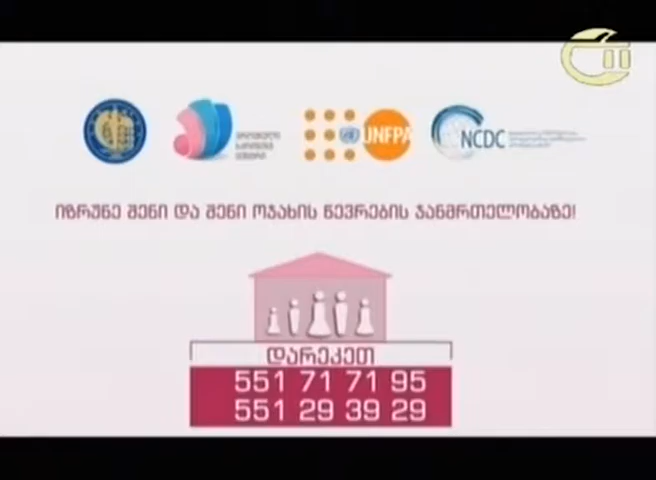 UNFPA
NCDC
იზრუნე შენი და შენი ოჯახის წევრების ჯანმრთელობაზე!
დარეკეთ
551 71 71 95
551 29 39 29